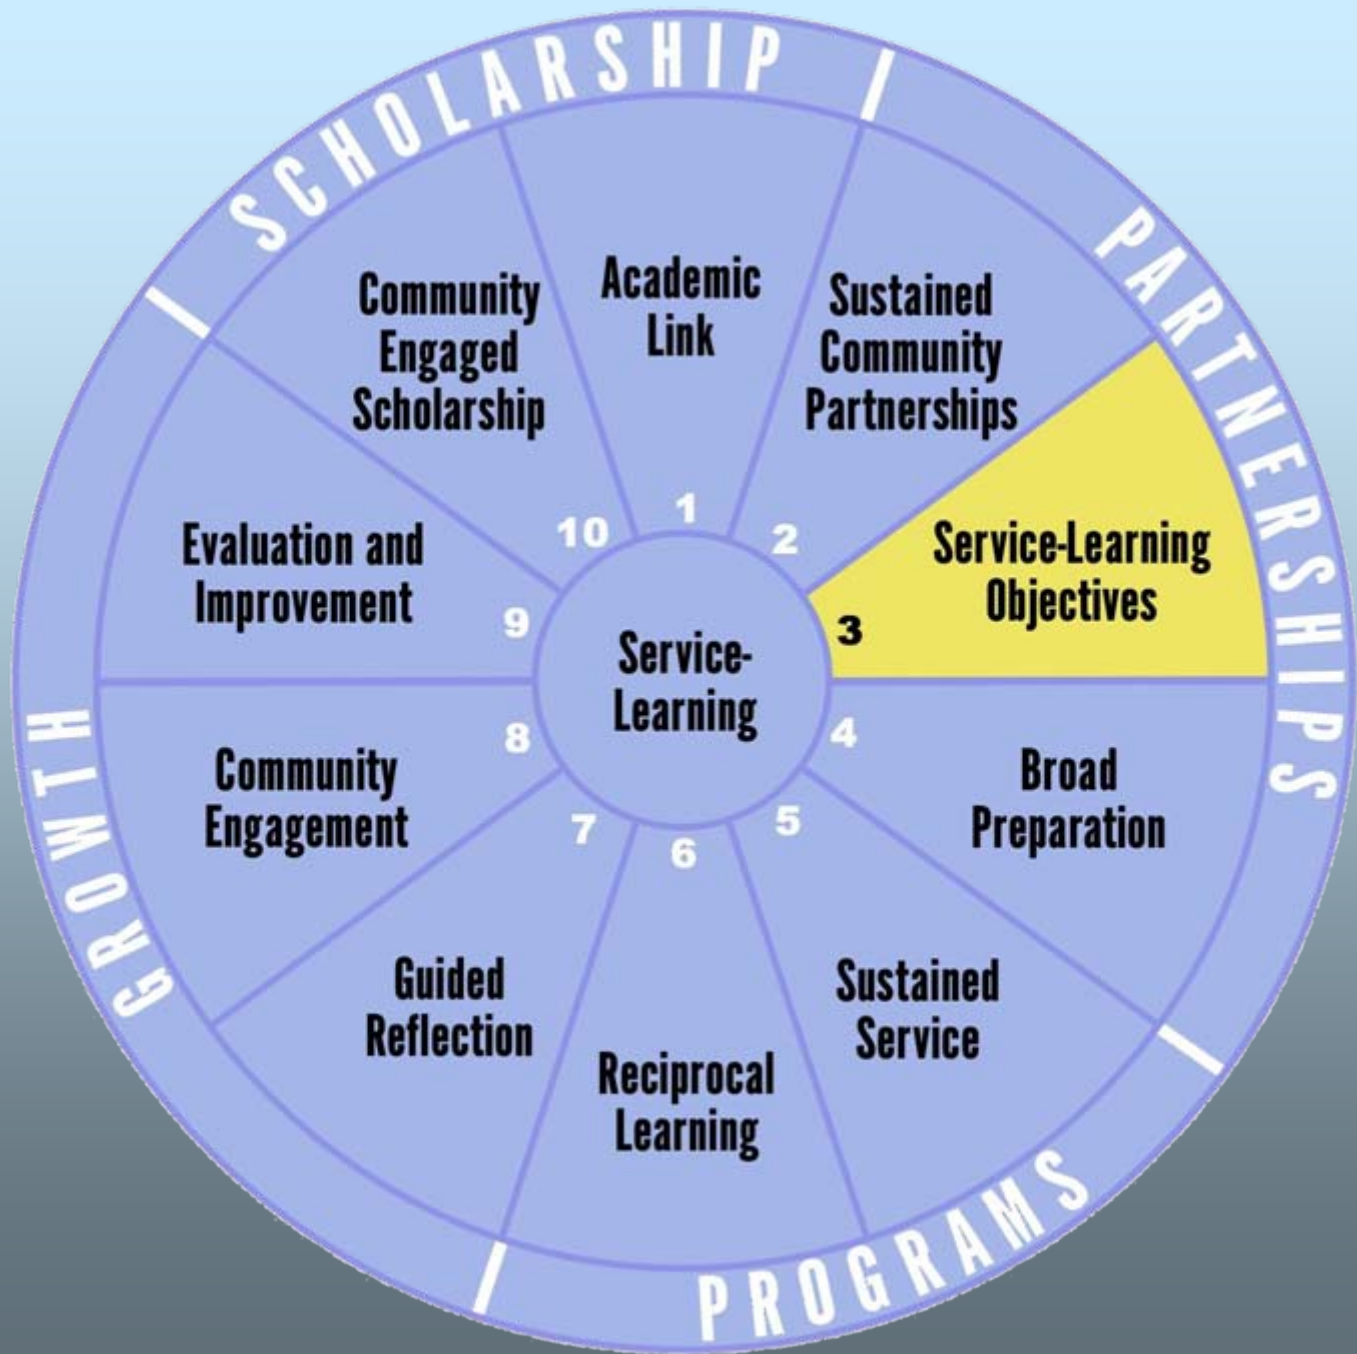 SCHOLARSHIP
PARTNERSHIPS
PROGRAMS
GROWTH
Academic
Link
1
Sustained
Community
Partnerships
2
Service-Learning
Objectives
3
Broad
Preparation
4
Sustained
Service
5
Reciprocal
Learning
6
Guided
Reflection
7
Community
Engagement
8
Evaluation and
Improvement
9
Community
Engaged
Scholarship
10
Service-
Learning